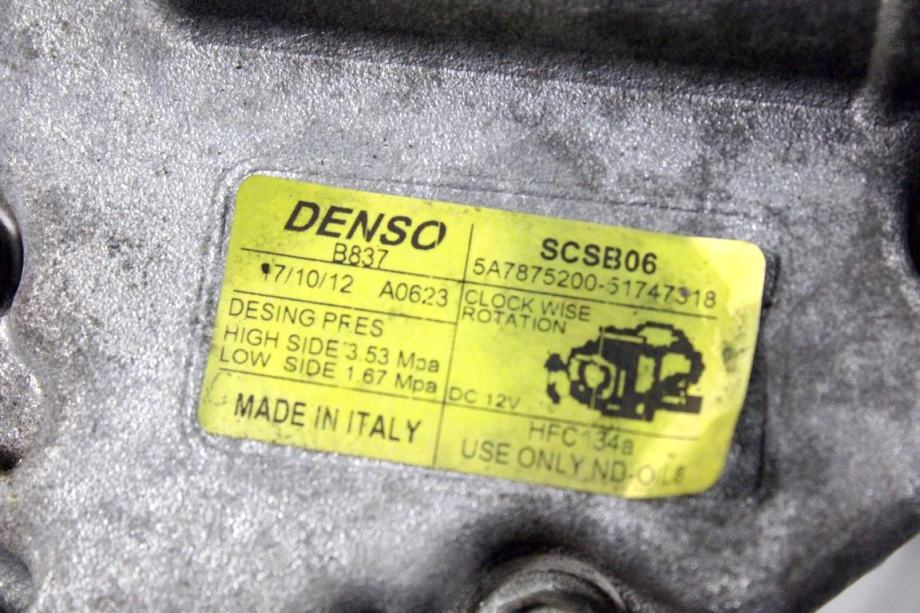 DENSO
B837
17/10/12 A0623
DESING PRES
HIGH SIDE 3.53 Mpa
LOW SIDE 1.67 Mpa
MADE IN ITALY
SCSB06
5A7875200-51747318
CLOCK WISE
ROTATION
DC 12V
HFC 134a
USE ONLY ND-OIL8